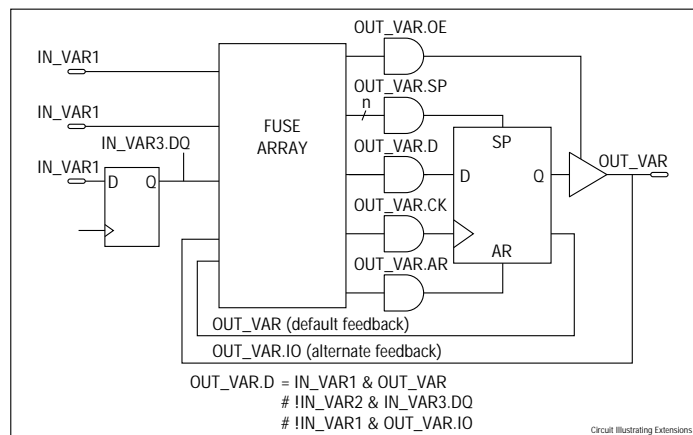 OUT_VAR.OE
IN_VAR1
OUT_VAR.SP
n
IN_VAR1
FUSE
ARRAY
IN_VAR3.DQ
SP
IN_VAR1
OUT_VAR.D
OUT_VAR
D Q
D Q
OUT_VAR.CK
AR
OUT_VAR.AR
OUT_VAR (default feedback)
OUT_VAR.IO (alternate feedback)
OUT_VAR.D = IN_VAR1 & OUT_VAR
# !IN_VAR2 & IN_VAR3.DQ
# !IN_VAR1 & OUT_VAR.IO
Circuit Illustrating Extensions